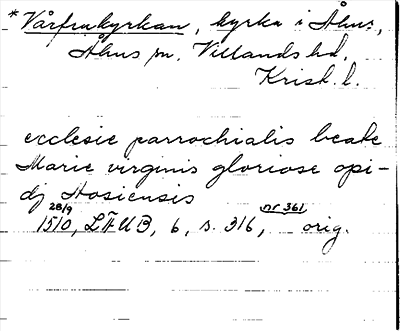 *Vårfrukyrkan, kyrka i Åhus,
Åhus sn. Villands hd.
Krist. l.
ecclesie parrochialis beate
Marie virginis gloriose opi-
dj Hosiensis
28/9 nr 361,
1510, LÄUB, 6, s. 316, orig.